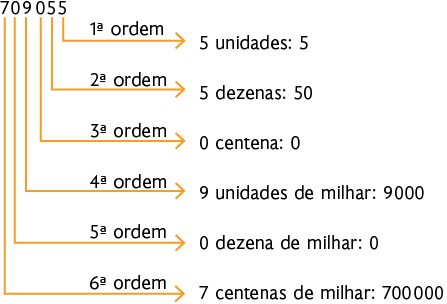 709055
1ª ordem
5 unidades: 5
2ª ordem
5 dezenas: 50
3ª ordem
0 centena: 0
4ª ordem
9 unidades de milhar: 9000
5ª ordem
0 dezena de milhar: 0
6ª ordem
7 centenas de milhar: 700000